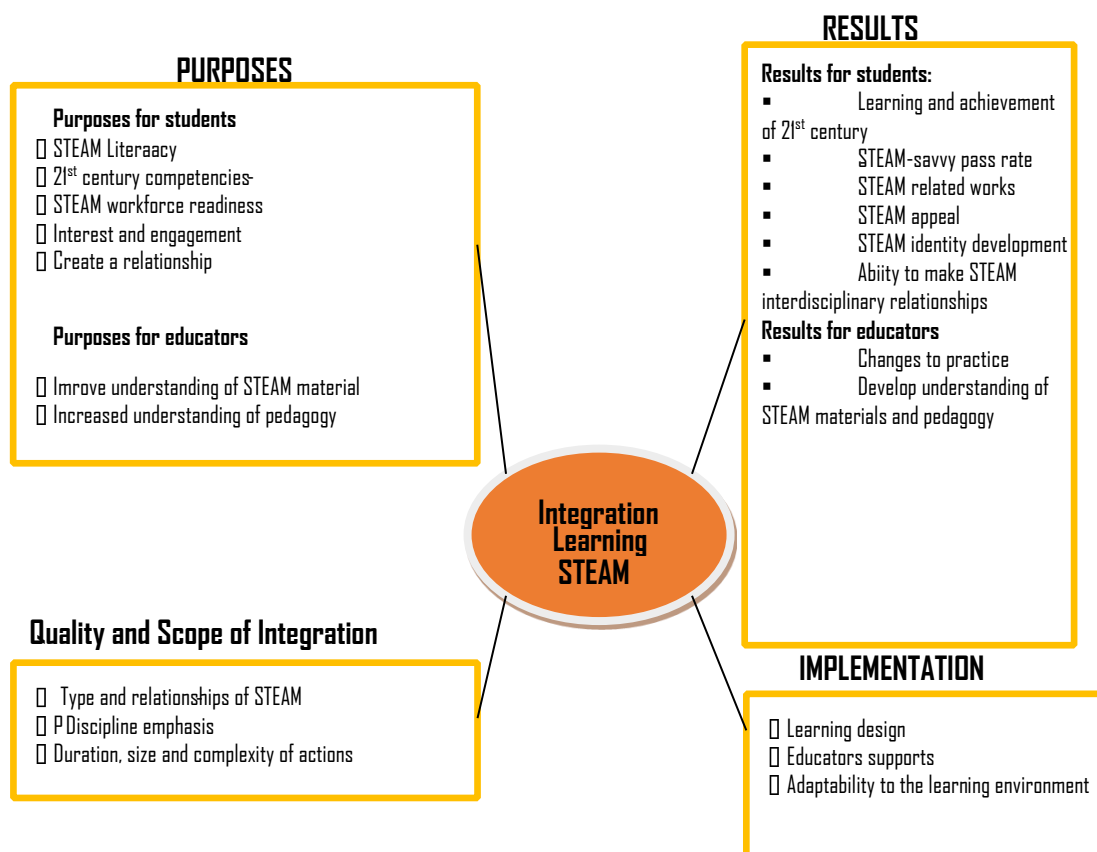 PURPOSES
Purposes for students
▯ STEAM Literaacy
▯ 21st century competencies-
▯ STEAM workforce readiness
▯ Interest and engagement
▯ Create a relationship
Purposes for educators
▯ Imrove understanding of STEAM material
▯ Increased understanding of pedagogy
RESULTS
Results for students:
▪ Learning and achievement
of 21st century
▪ STEAM-savvy pass rate
▪ STEAM related works
▪ STEAM appeal
▪ STEAM identity development
▪ Abiity to make STEAM
interdisciplinary relationships
Results for educators
▪ Changes to practice
▪ Develop understanding of
STEAM materials and pedagogy
Integration
Learning
STEAM
Quality and Scope of Integration
▯ Type and relationships of STEAM
▯ PDiscipline emphasis
▯ Duration, size and complexity of actions
IMPLEMENTATION
▯ Learning design
▯ Educators supports
▯ Adaptability to the learning environment